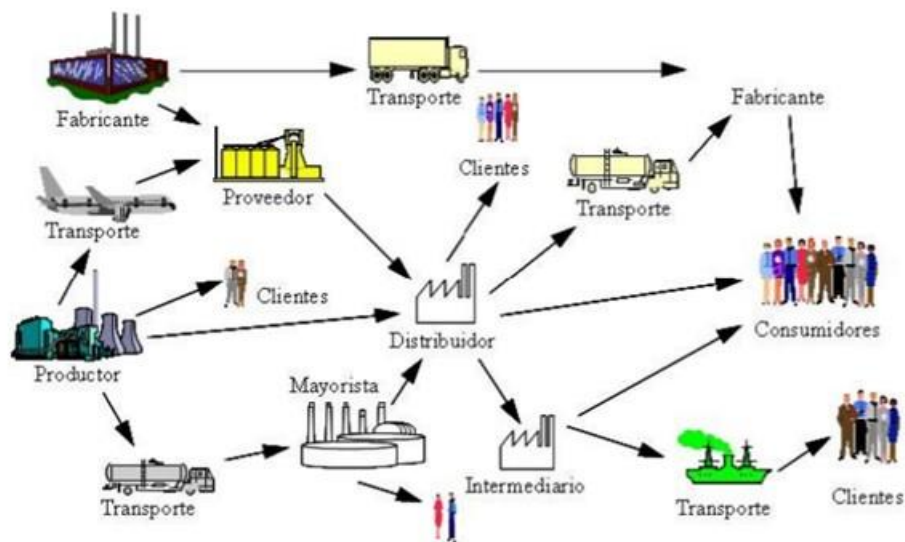 Transporte
Fabricante
Fabricante
Clientes
Proveedor
Transporte
Transporte
Clientes
Productor
Distribuidor
Consumidores
Mayorista
Transporte
Intermediario
Transporte
Clientes